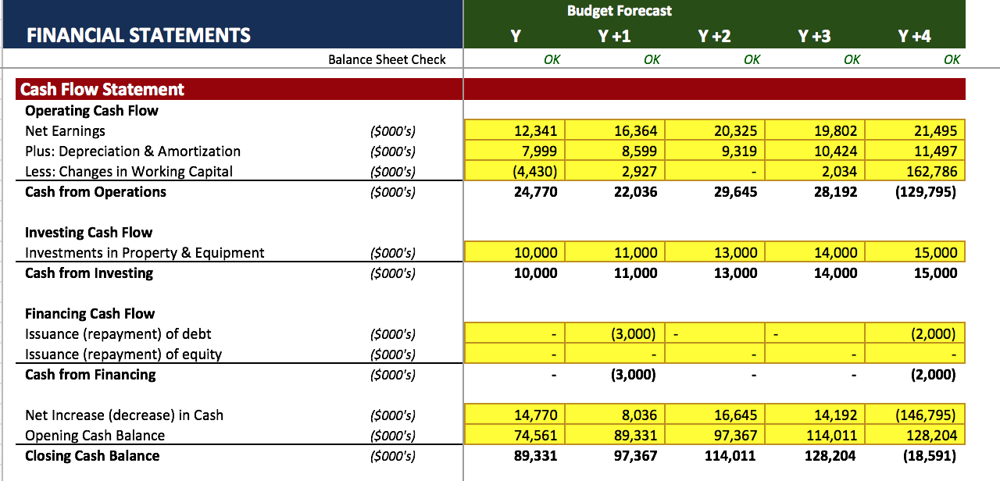 Budget Forecast
FINANCIAL STATEMENTS Y Y +1 Y +2 Y +3 Y +4
Balance Sheet Check OK OK OK OK OK
Cash Flow Statement
Operating Cash Flow
Net Earnings ($000's) 12,341 16,364 20,325 19,802 21,495
Plus: Depreciation & Amortization ($000's) 7,999 8,599 9,319 10,424 11,497
Less: Changes in Working Capital ($000's) (4,430) 2,927 - 2,034 162,786
Cash from Operations ($000's) 24,770 22,036 29,645 28,192 (129,795)
Investing Cash Flow
Investments in Property & Equipment ($000's) 10,000 11,000 13,000 14,000 15,000
Cash from Investing ($000's) 10,000 11,000 13,000 14,000 15,000
Financing Cash Flow
Issuance (repayment) of debt ($000's) - (3,000) - - (2,000)
Issuance (repayment) of equity ($000's) - - - - -
Cash from Financing ($000's) - (3,000) - - (2,000)
Net Increase (decrease) in Cash ($000's) 14,770 8,036 16,645 14,192 (146,795)
Opening Cash Balance ($000's) 74,561 89,331 97,367 114,011 128,204
Closing Cash Balance ($000's) 89,331 97,367 114,011 128,204 (18,591)